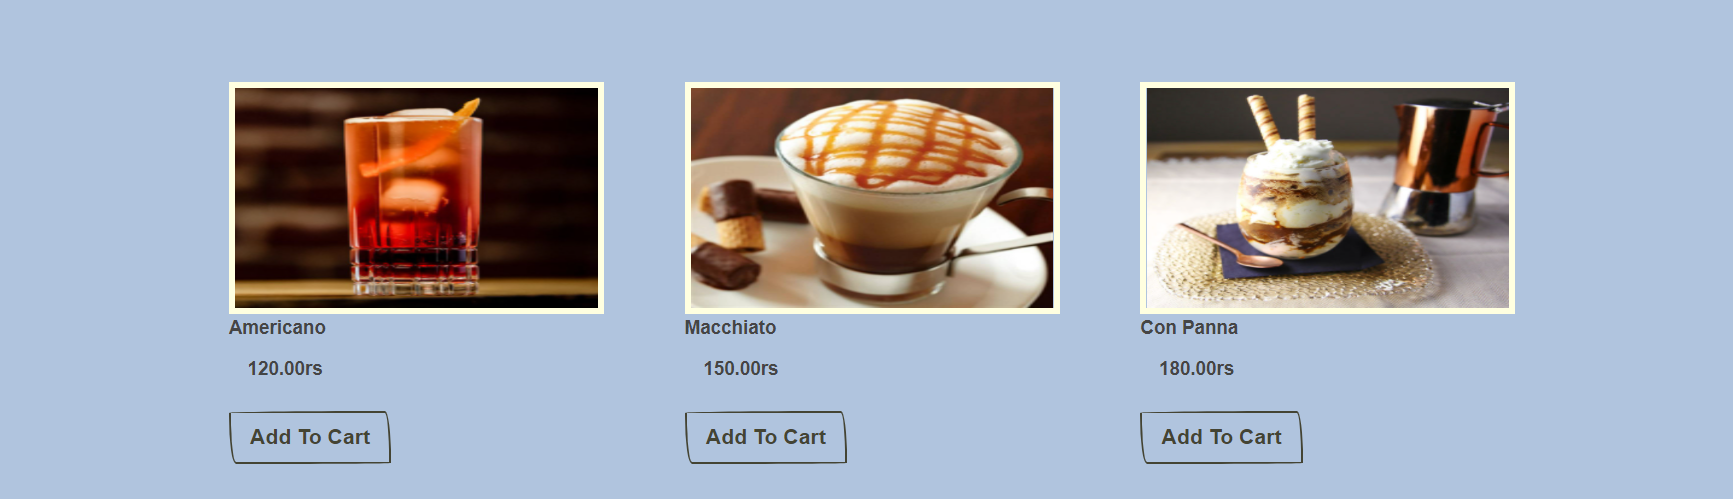 Americano
120.00rs
Add To Cart
Macchiato
150.00rs
Add To Cart
Con Panna
180.00rs
Add To Cart